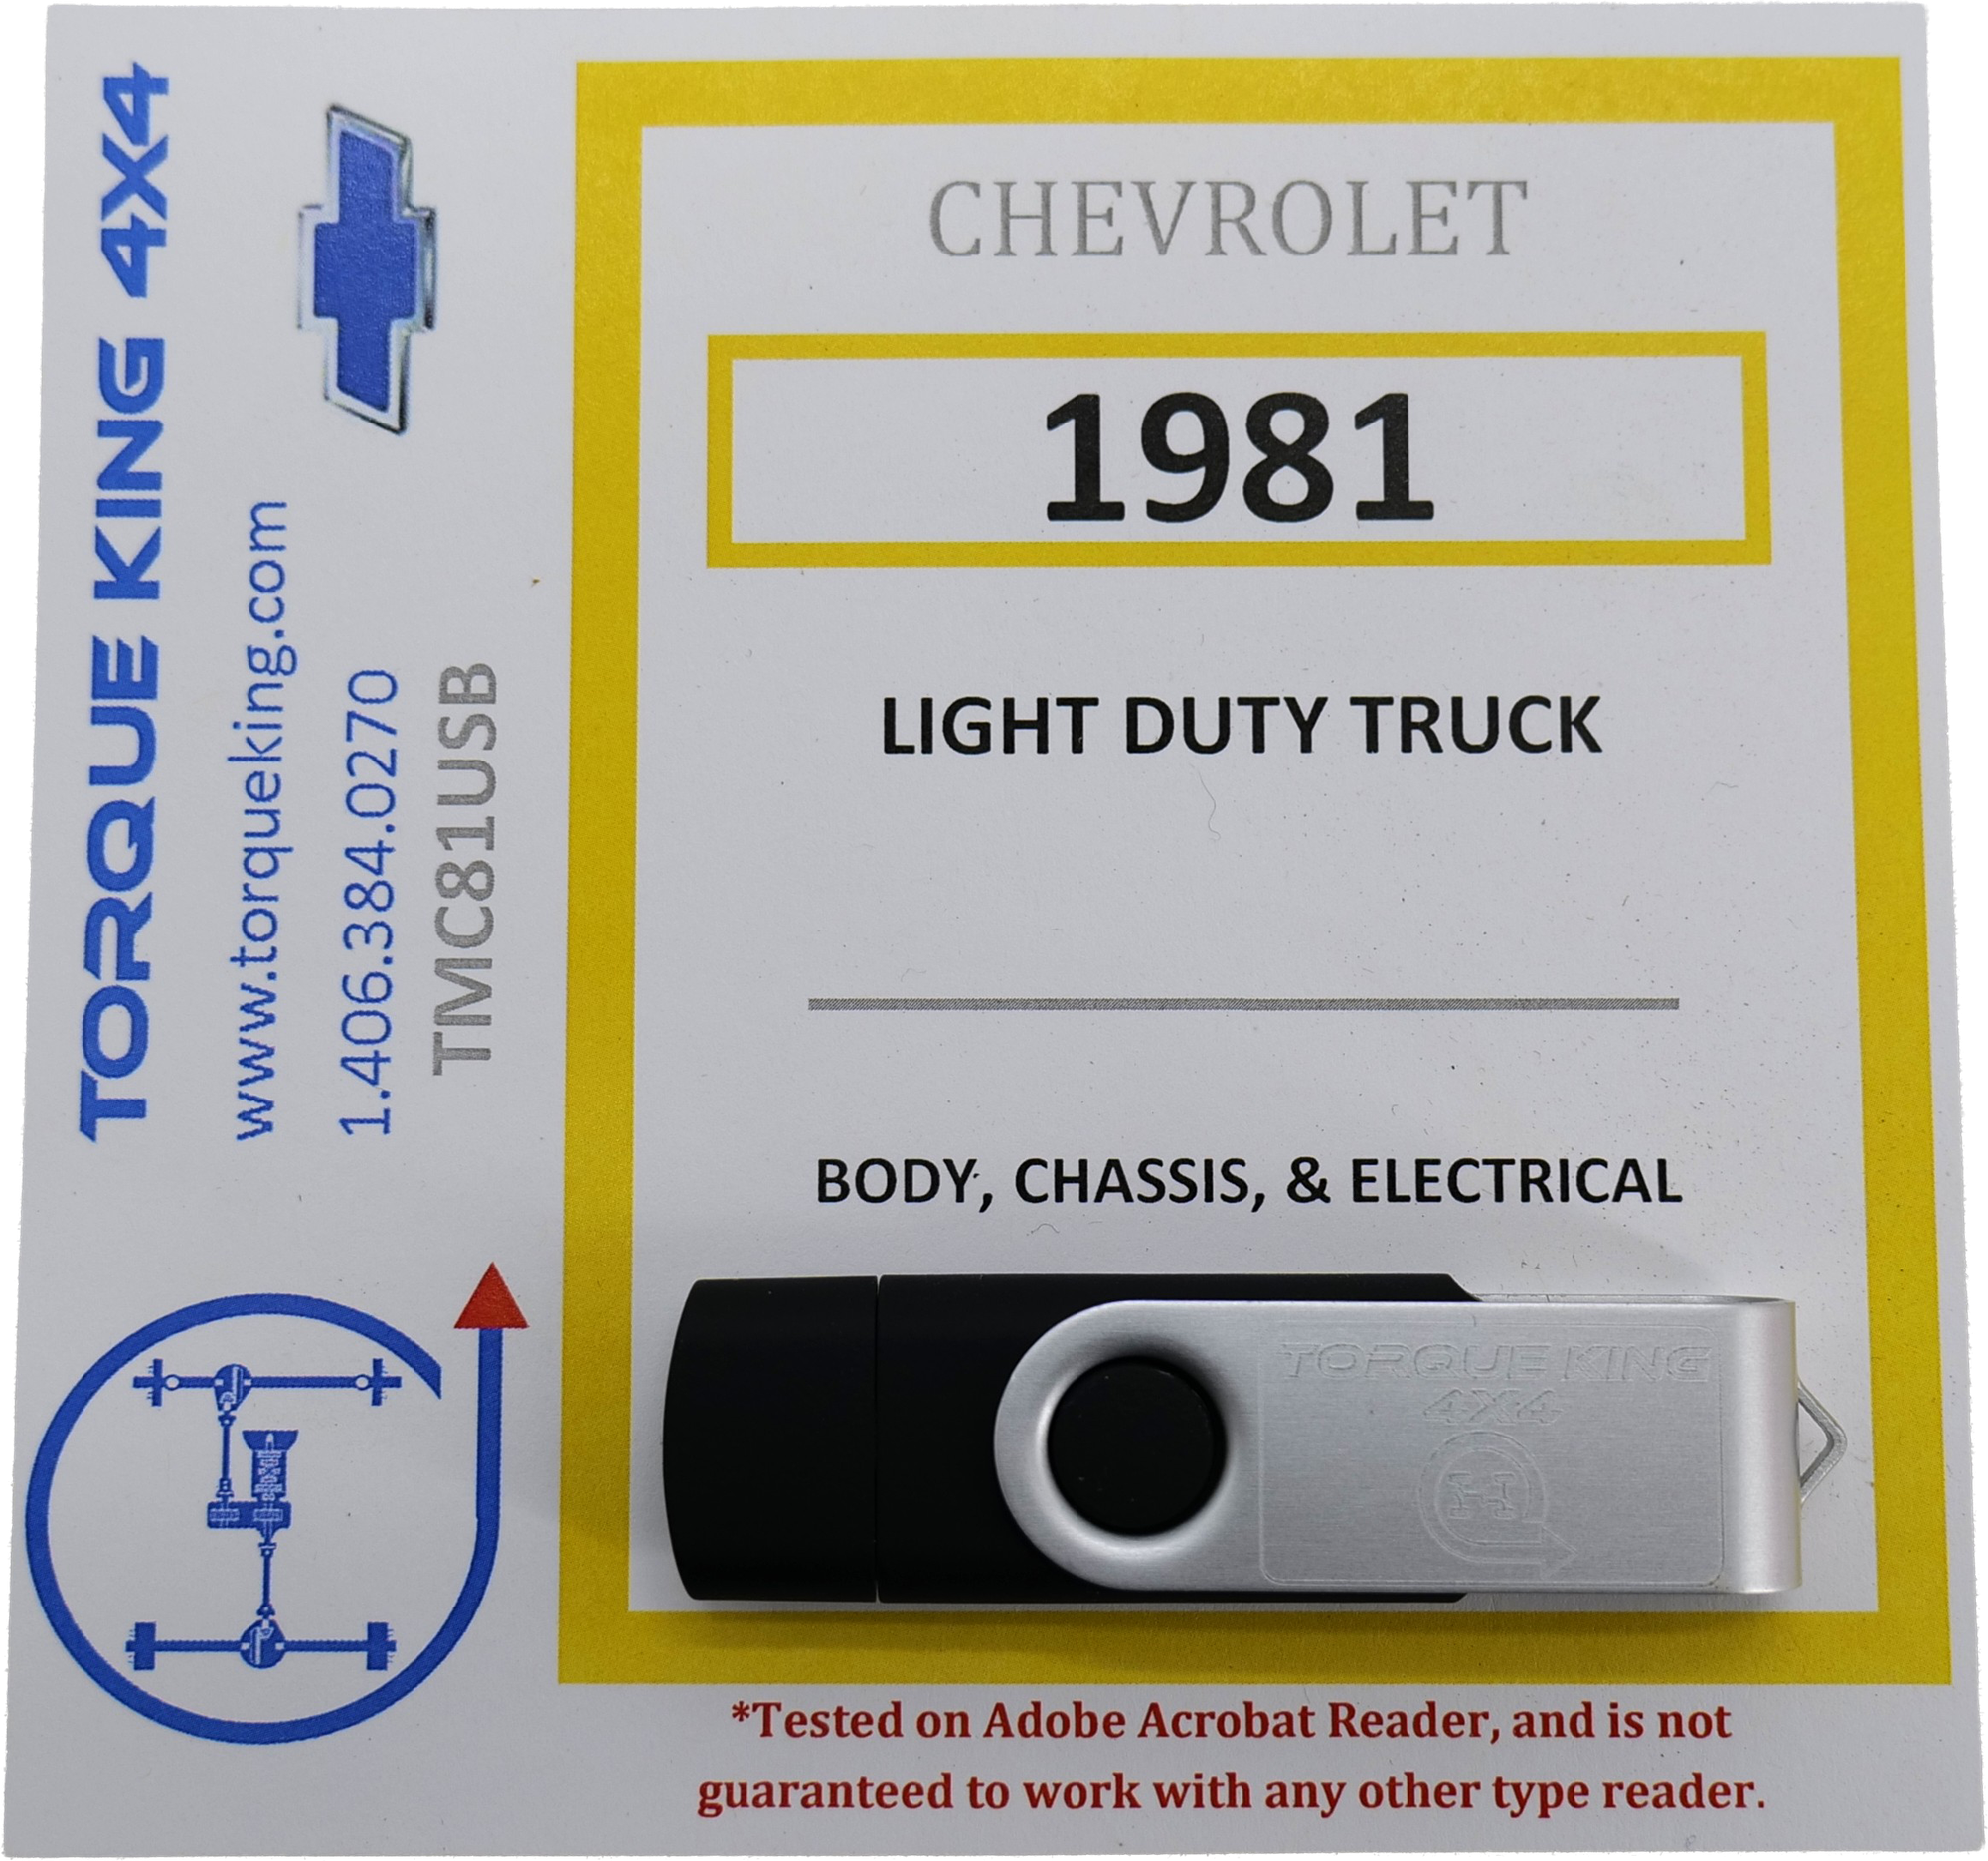 TORQUE KING 4X4
www.torqueking.com
1.406.384.0270
TMC81USB
CHEVROLET
1981
LIGHT DUTY TRUCK
BODY, CHASSIS, & ELECTRICAL
TORQUE KING
4X4
*Tested on Adobe Acrobat Reader, and is not
guaranteed to work with any other type reader.